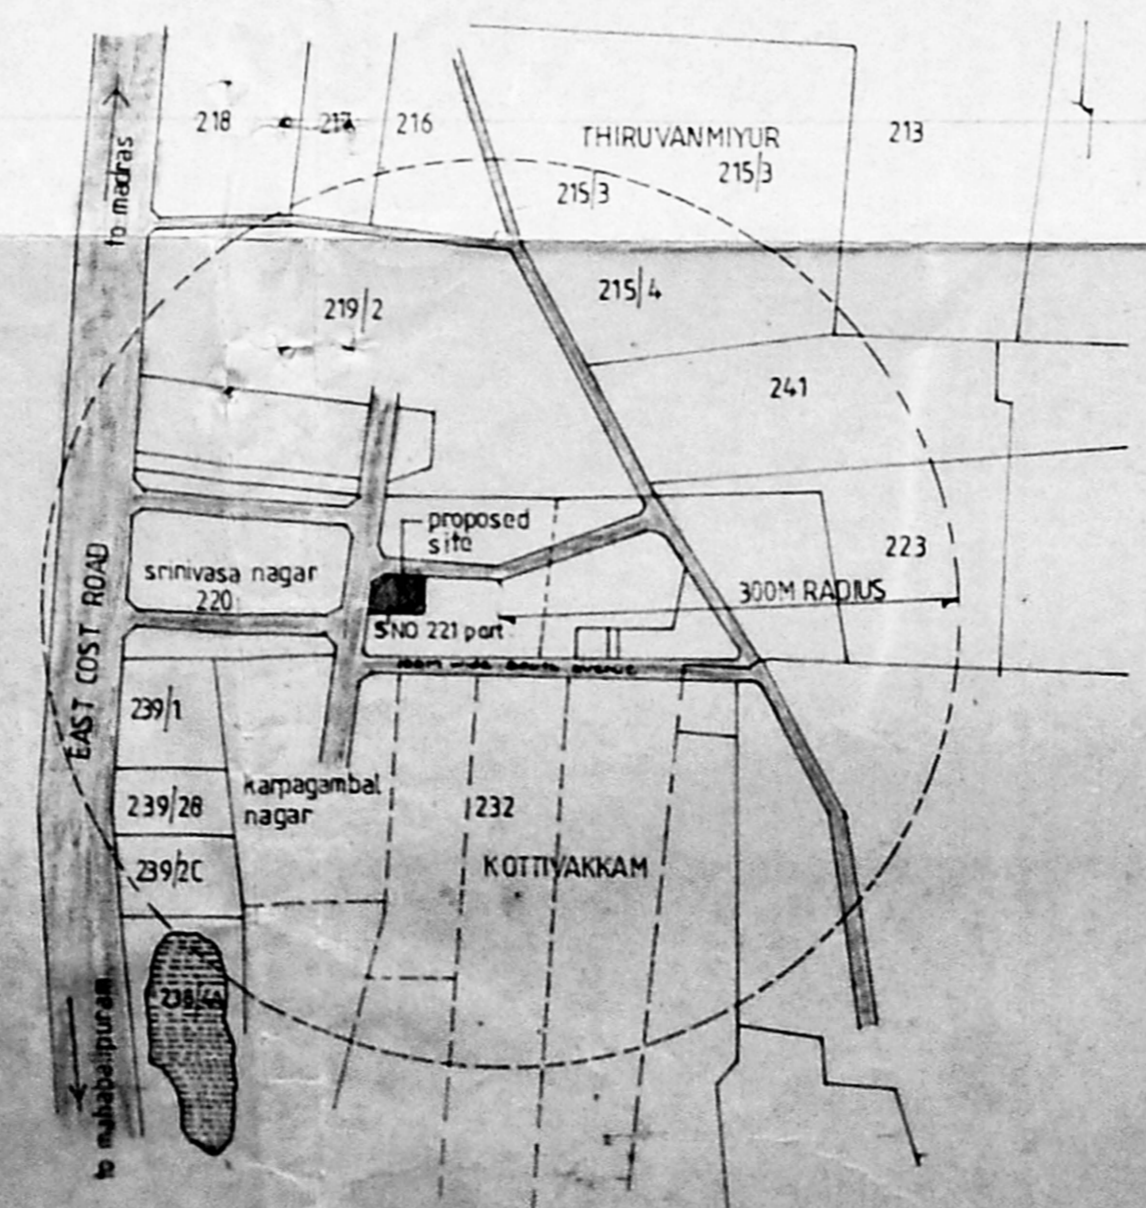 218
217
216
THIRUVANMIYUR
215/3
215/3
213
to madras
219/2
215/4
241
proposed
site
223
srinivasa nagar
220
300M RADIUS
S NO 221 part
EAST COST ROAD
239/1
239/2B
karpagambal
nagar
232
239/2C
KOTTIVAKKAM
to mahabalipuram